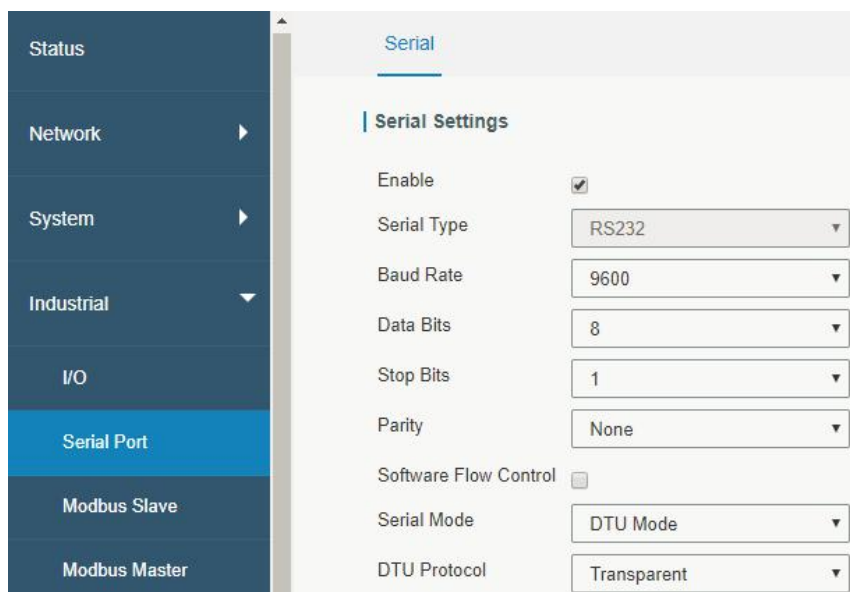 Status
Network
System
Industrial
I/O
Serial Port
Modbus Slave
Modbus Master
Serial
Serial Settings
Enable
Serial Type RS232
Baud Rate 9600
Data Bits 8
Stop Bits 1
Parity None
Software Flow Control
Serial Mode DTU Mode
DTU Protocol Transparent